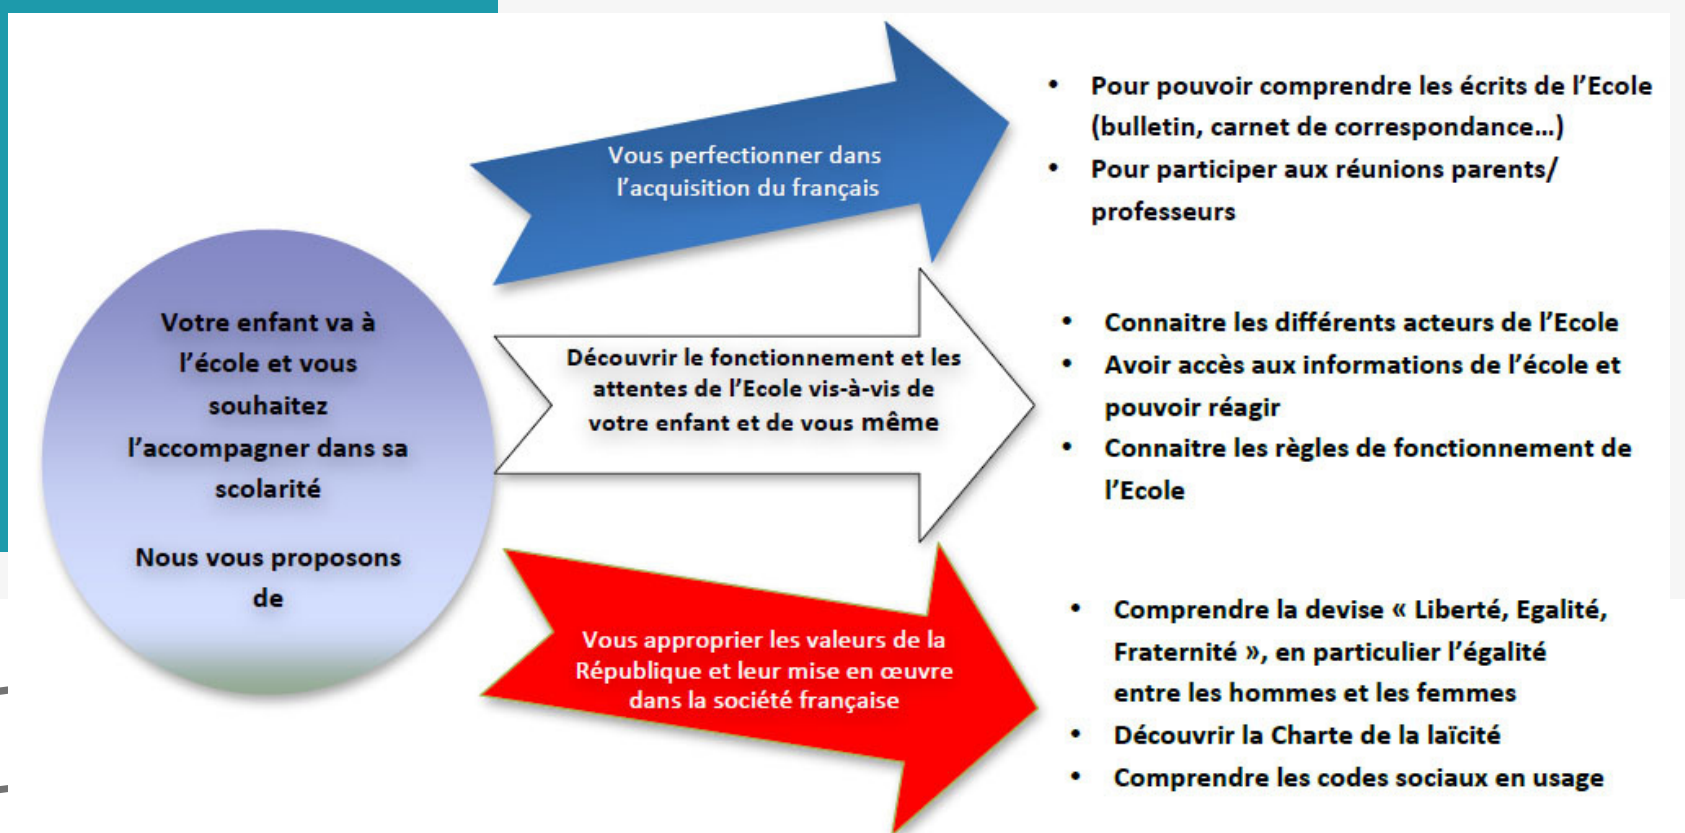 Votre enfant va à
l'école et vous
souhaitez
l'accompagner dans sa
scolarité
Nous vous proposons
de
Vous perfectionner dans
l'acquisition du français
• Pour pouvoir comprendre les écrits de l'Ecole
(bulletin, carnet de correspondance...)
• Pour participer aux réunions parents/
professeurs
Découvrir le fonctionnement et les
attentes de l'Ecole vis-à-vis de
votre enfant et de vous même
• Connaitre les différents acteurs de l'Ecole
• Avoir accès aux informations de l'école et
pouvoir réagir
• Connaitre les règles de fonctionnement de
l'Ecole
Vous approprier les valeurs de la
République et leur mise en œuvre
dans la société française
• Comprendre la devise « Liberté, Egalité,
Fraternité », en particulier l'égalité
entre les hommes et les femmes
• Découvrir la Charte de la laïcité
• Comprendre les codes sociaux en usage